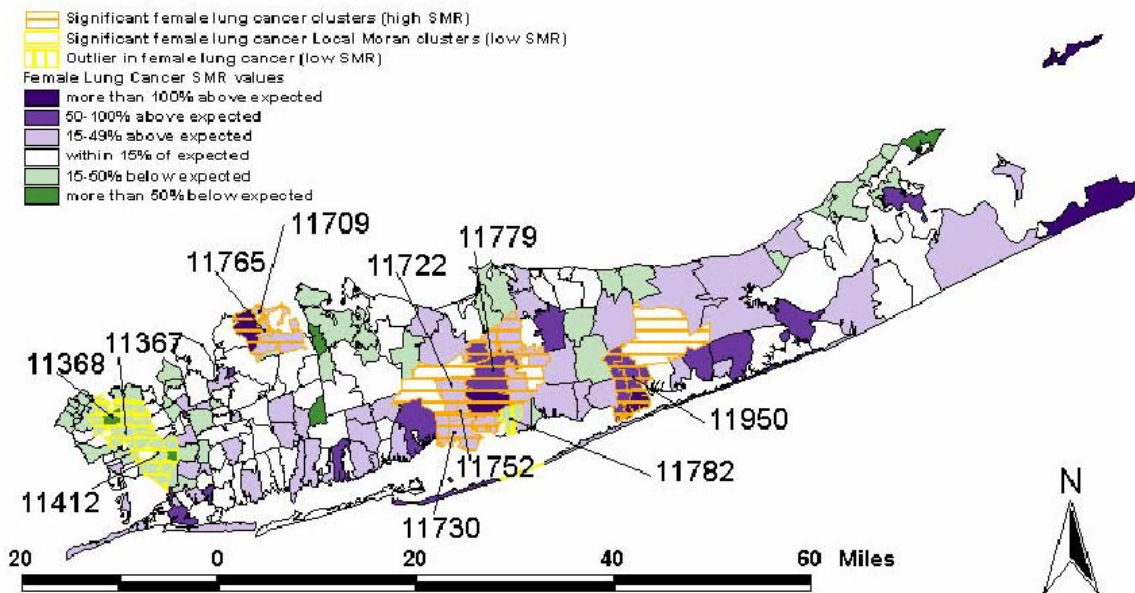 Significant female lung cancer clusters (high SMR)
Significant female lung cancer Local Moran clusters (low SMR)
Outlier in female lung cancer (low SMR)
Female Lung Cancer SMR values
more than 100% above expected
50-100% above expected
15-49% above expected
within 15% of expected
15-50% below expected
more than 50% below expected
11709
11779
11765
11722
11367
11368
11950
11752
11782
11412
11730
N
20 0 20 40 60 Miles